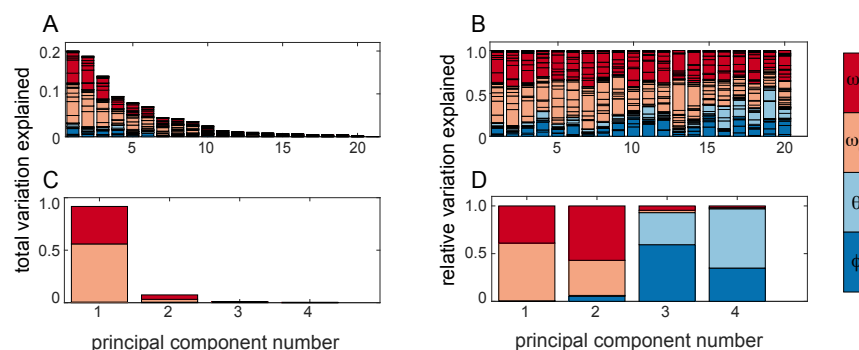 A
B
0.2
0.1
0
5
10
15
20
1.0
0.5
0
5
10
15
20
total variation explained
relative variation explained
C
D
1.0
0.5
0
1
2
3
4
1.0
0.5
0
1
2
3
4
principal component number
principal component number
ω
ω
θ
ϕ